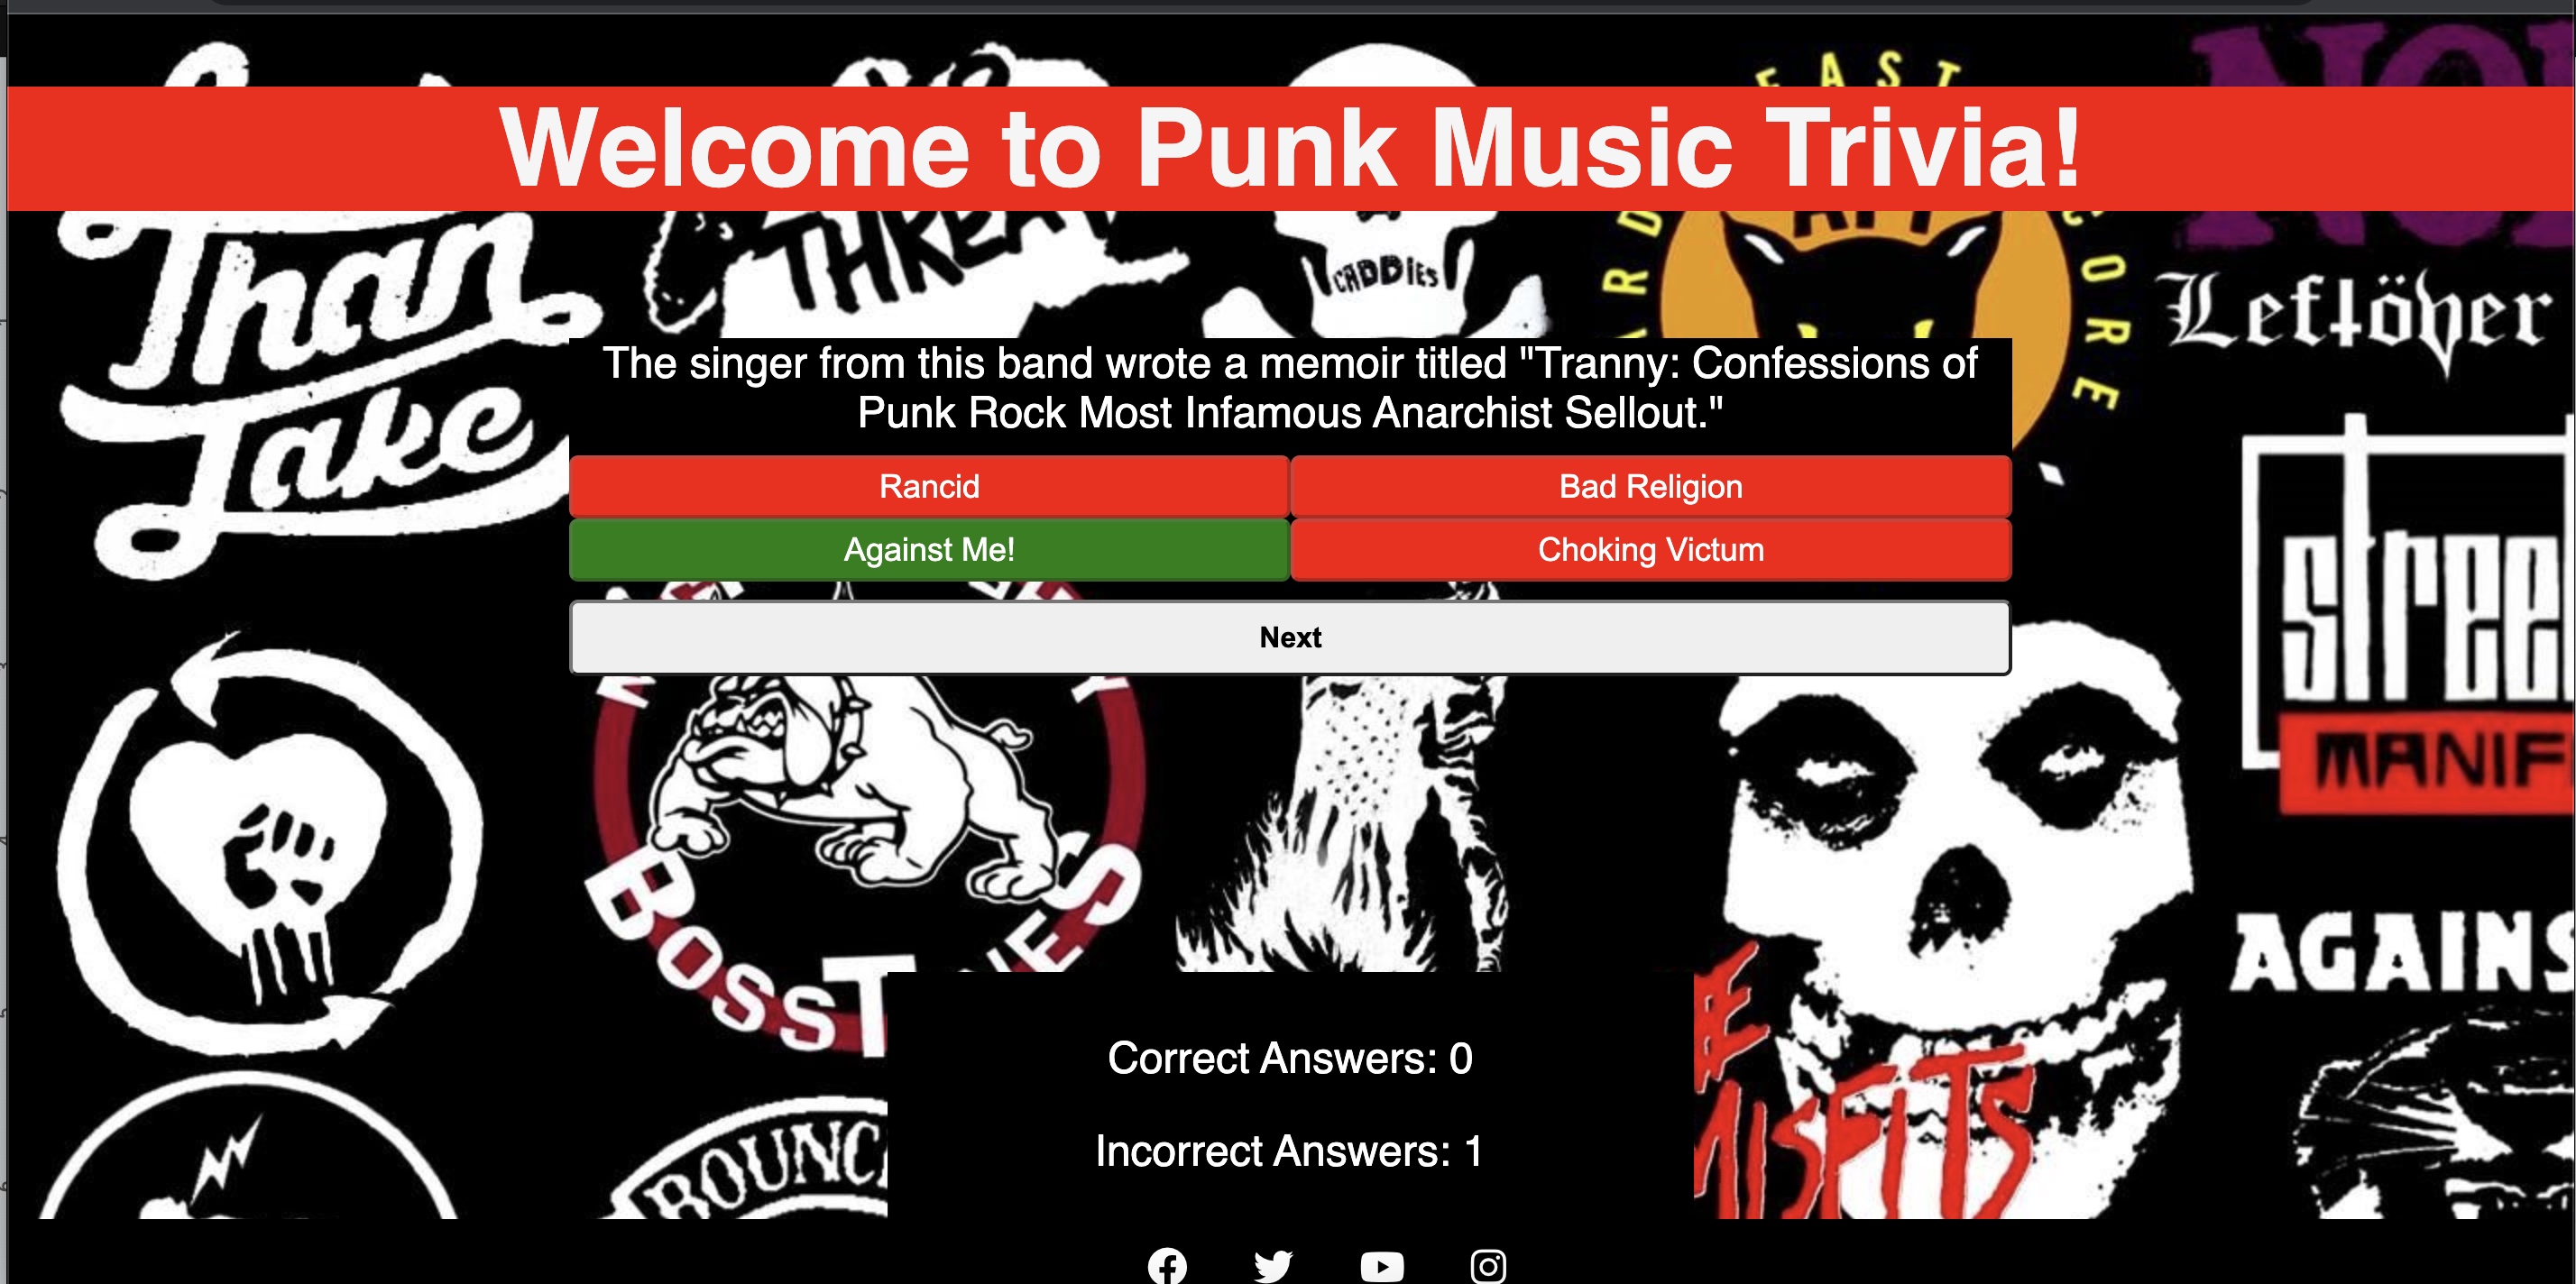 Welcome to Punk Music Trivia!
Than
Jake
THREAT
CADDIES
EAST
HARDCORE
AFI
Leftöver
The singer from this band wrote a memoir titled "Tranny: Confessions of
Punk Rock Most Infamous Anarchist Sellout."
Rancid
Bad Religion
Against Me!
Choking Victum
Next
MANIF
BOSSTONES
AGAINS
MISFITS
BOUNC
Correct Answers: 0
Incorrect Answers: 1